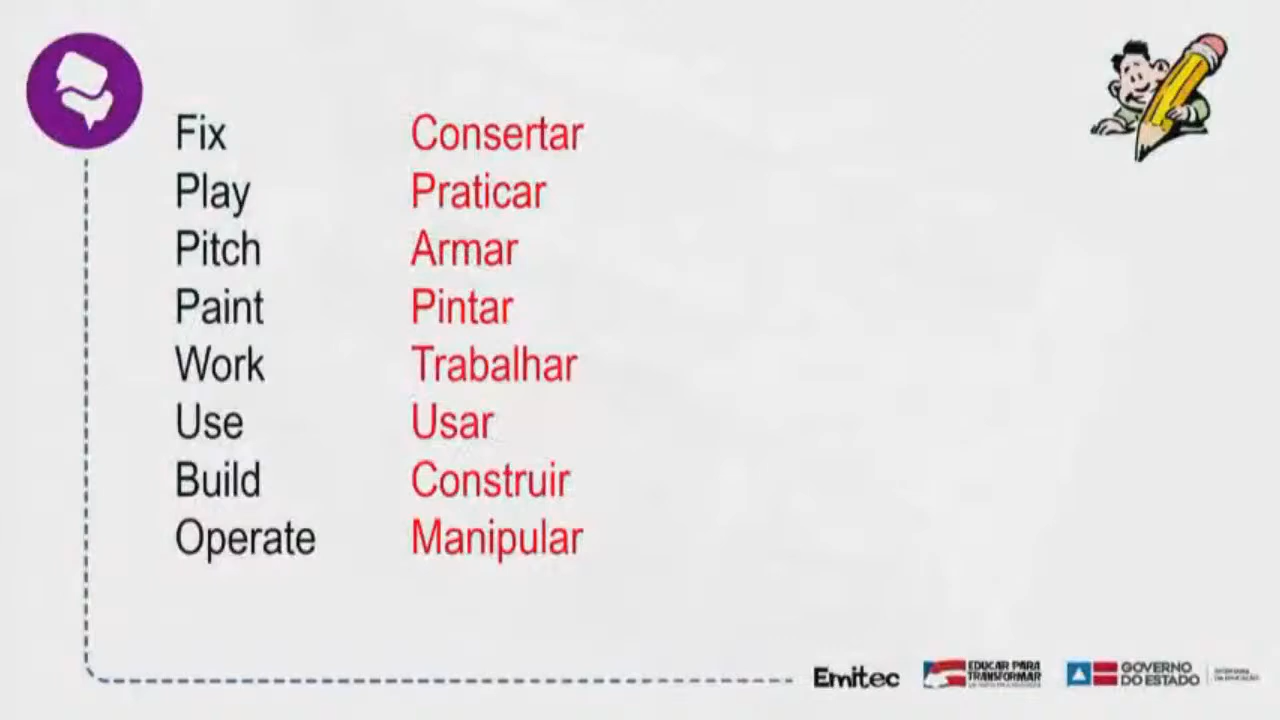 Fix Consertar
Play Praticar
Pitch Armar
Paint Pintar
Work Trabalhar
Use Usar
Build Construir
Operate Manipular
Emitec
EDUCAR PARA
TRANSFORMAR
GOVERNO
DO ESTADO